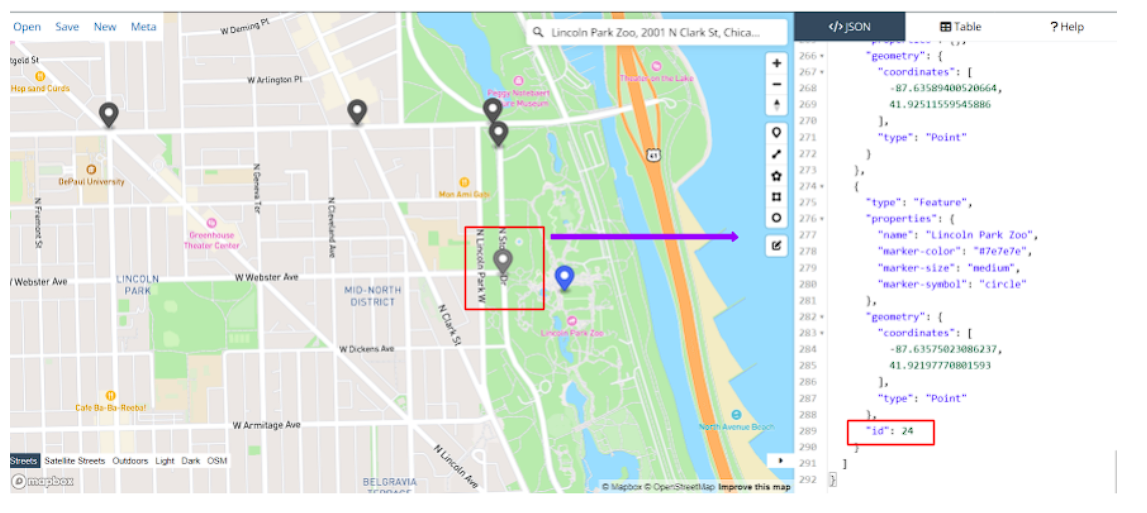 Open Save New Meta
W Deming Pl
Lincoln Park Zoo, 2001 N Clark St, Chica...
</> JSON
Table
? Help
tgold St
Hop sand Curds
W Arlington Pl
Peggy Notebaert
ure Museum
Theater on the Lake
41
DePaul University
N Fremont St
N Geneva Ter
N Cleveland Ave
Mon Ami Gabi
Greenhouse
Theater Center
N Lincoln Park W
Dr
/ Webster Ave
LINCOLN
PARK
W Webster Ave
MID-NORTH
DISTRICT
N Clark St
Lincoln Park Zoo
W Dickens Ave
Cafe Ba-Ba-Reeba!
W Armitage Ave
North Avenue Beach
N Lincoln Ave
BELGRAVIA
TERRACE
Streets Satellite Streets Outdoors Light Dark OSM
mapbox
© Mapbox © OpenStreetMap Improve this map
"properties": {},
266 "geometry": {
267 "coordinates": [
268 -87.63589400520664,
269 41.92511559545886
270 ],
271 "type": "Point"
272 }
273 },
274 {
275 "type": "Feature",
276 "properties": {
277 "name": "Lincoln Park Zoo",
278 "marker-color": "#7e7e7e",
279 "marker-size": "medium",
280 "marker-symbol": "circle"
281 },
282 "geometry": {
283 "coordinates": [
284 -87.63575023086237,
285 41.92197770801593
286 ],
287 "type": "Point"
288 },
289 "id": 24
290 }
291 ]
292 }